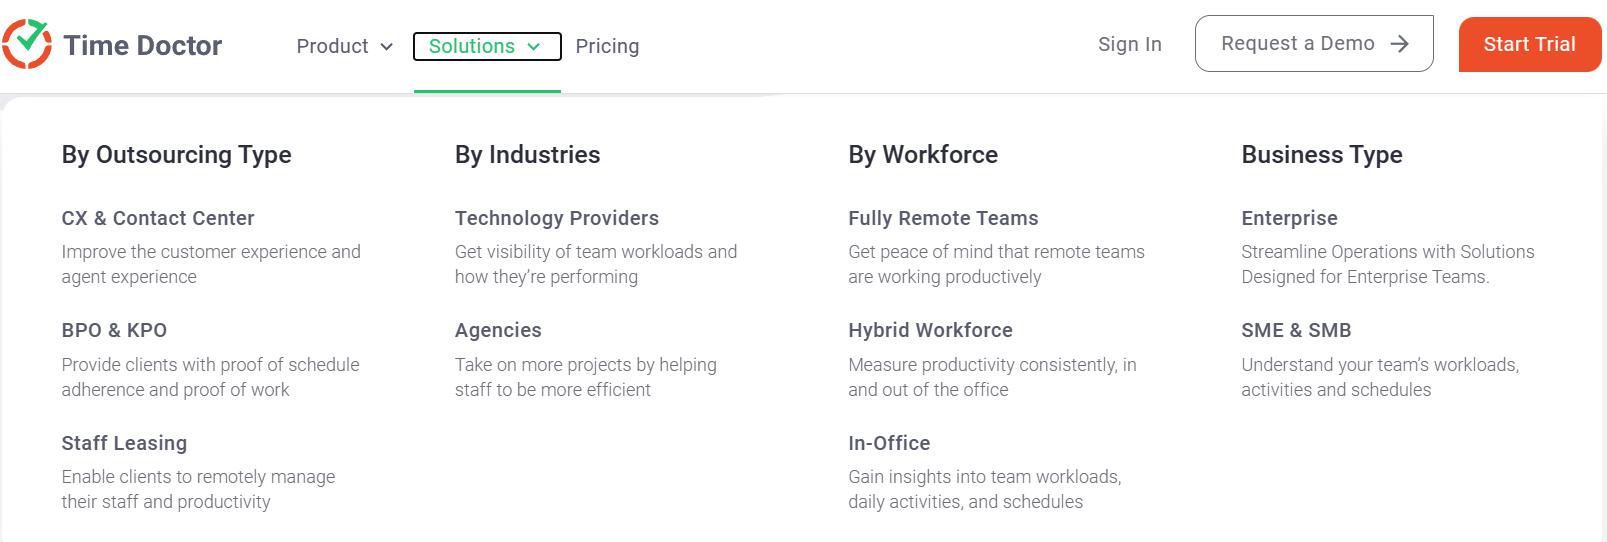 Time Doctor
Product
Solutions
Pricing
Sign In
Request a Demo
Start Trial
By Outsourcing Type
CX & Contact Center
Improve the customer experience and
agent experience
BPO & KPO
Provide clients with proof of schedule
adherence and proof of work
Staff Leasing
Enable clients to remotely manage
their staff and productivity
By Industries
Technology Providers
Get visibility of team workloads and
how they’re performing
Agencies
Take on more projects by helping
staff to be more efficient
By Workforce
Fully Remote Teams
Get peace of mind that remote teams
are working productively
Hybrid Workforce
Measure productivity consistently, in
and out of the office
In-Office
Gain insights into team workloads,
daily activities, and schedules
Business Type
Enterprise
Streamline Operations with Solutions
Designed for Enterprise Teams.
SME & SMB
Understand your team’s workloads,
activities and schedules